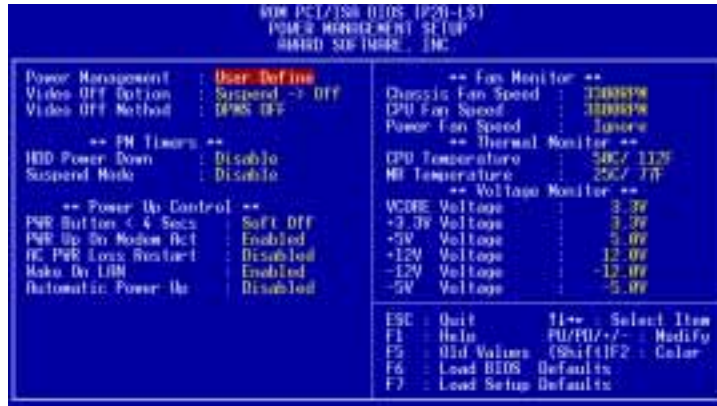 ROM PCI/ISA BIOS (P2B-LS)
POWER MANAGEMENT SETUP
AWARD SOFTWARE, INC.
Power Management : User Define
Video Off Option : Suspend -> Off
Video Off Method : DPMS OFF
** PM Timers **
HDD Power Down : Disable
Suspend Mode : Disable
** Power Up Control **
PWR Button < 4 Secs : Soft Off
PWR Up On Modem Act : Enabled
AC PWR Loss Restart : Disabled
Wake On LAN : Enabled
Automatic Power Up : Disabled
** Fan Monitor **
Chassis Fan Speed : 
CPU Fan Speed : 
Power Fan Speed : Ignore
** Thermal Monitor **
CPU Temperature : 112F
MB Temperature : 25C/ 77F
** Voltage Monitor **
VCORE Voltage : 3.3V
+3.3V Voltage : 3.3V
+5V Voltage : 5.0V
+12V Voltage : 12.0V
-12V Voltage : -12.0V
-5V Voltage : -5.0V
ESC : Quit ↑↓→← : Select Item
F1 : Help PU/PD/+/- : Modify
F5 : Old Values (Shift)F2 : Color
F6 : Load BIOS Defaults
F7 : Load Setup Defaults